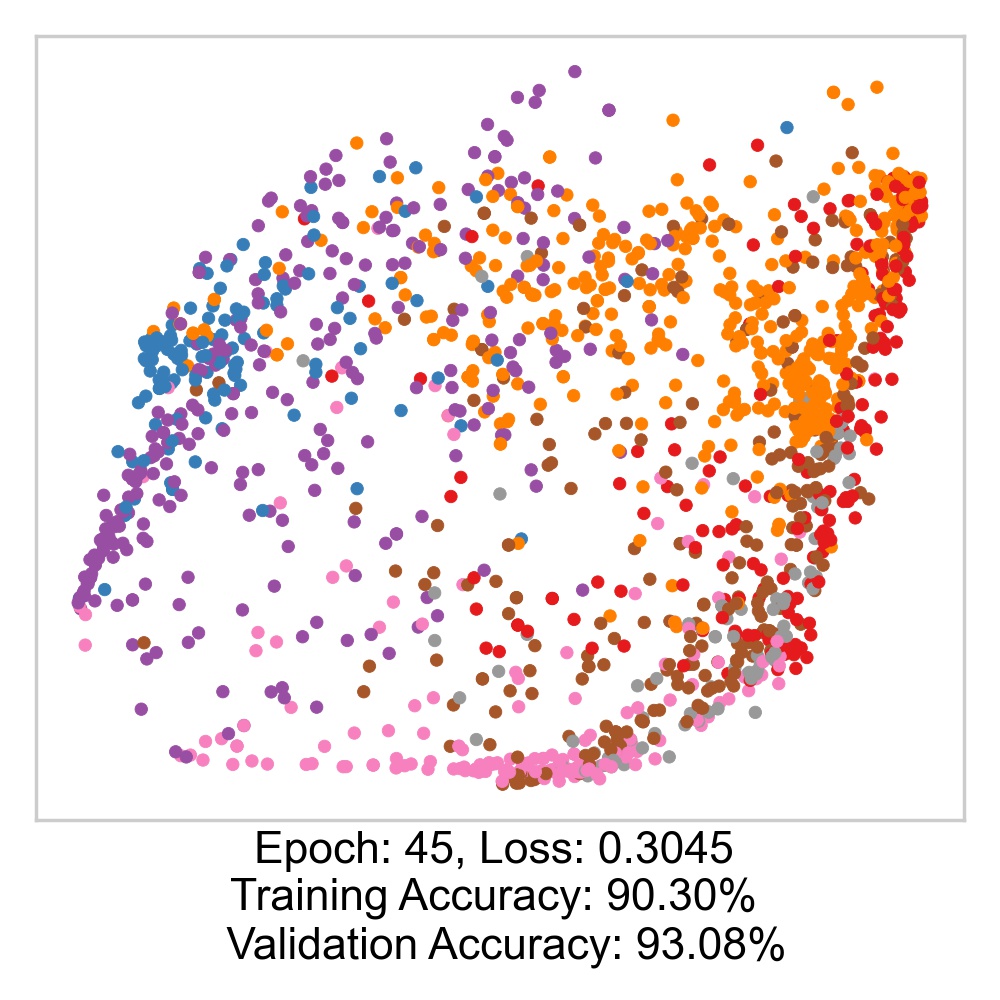 Epoch: 45, Loss: 0.3045
Training Accuracy: 90.30%
Validation Accuracy: 93.08%